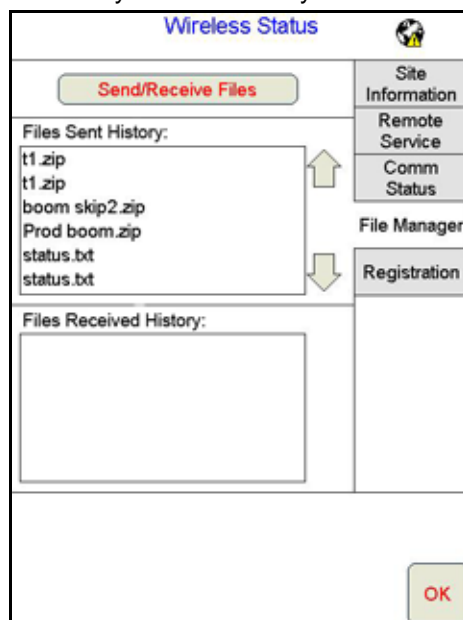 Wireless Status
Send/Receive Files
Files Sent History:
t1.zip
t1.zip
boom skip2.zip
Prod boom.zip
status.txt
status.txt
Files Received History:
Site
Information
Remote
Service
Comm
Status
File Manager
Registration
OK